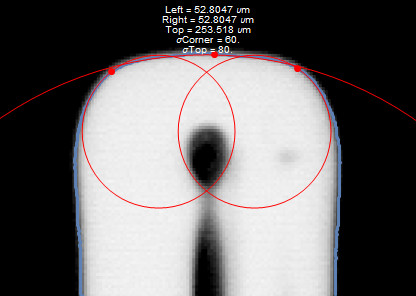 Left = 52.8047 υm
Right = 52.8047 υm
Top = 253.518 υm
σCorner = 60.
σTop = 80.